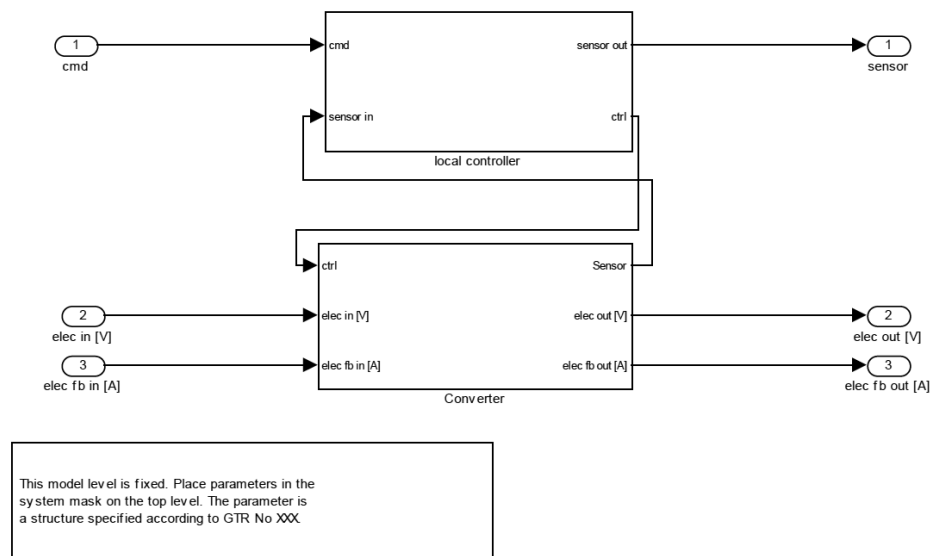 1
cmd
cmd
sensor out
1
sensor
sensor in
ctrl
local controller
ctrl
Sensor
2
elec in [V]
elec in [V]
elec out [V]
2
elec out [V]
3
elec fb in [A]
elec fb in [A]
elec fb out [A]
3
elec fb out [A]
Converter
This model level is fixed. Place parameters in the
system mask on the top level. The parameter is
a structure specified according to GTR No XXX.